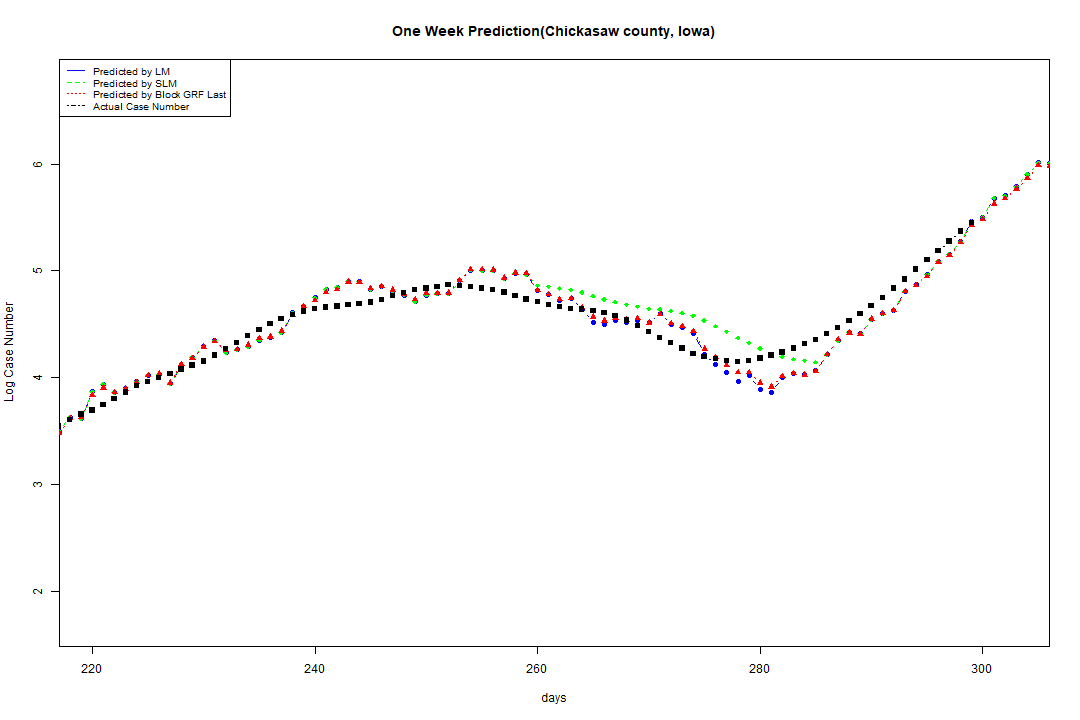 One Week Prediction(Chickasaw county, Iowa)
Predicted by LM
Predicted by SLM
Predicted by Block GRF Last
Actual Case Number
Log Case Number
6
5
4
3
2
220 240 260 280 300
days